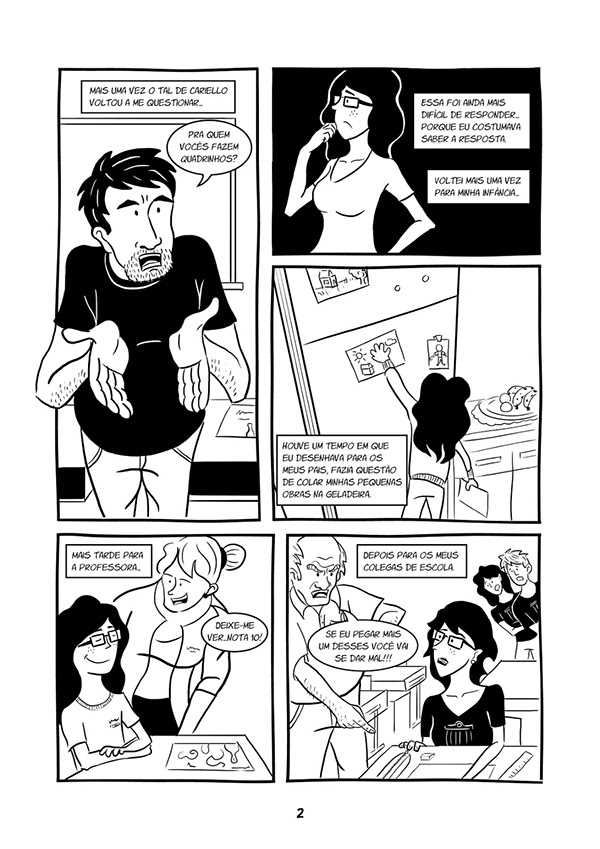 MAIS UMA VEZ O TAL DE CARIELLO
VOLTOU A ME QUESTIONAR...
PRA QUEM
VOCÊS FAZEM
QUADRINHOS?
ESSA FOI AINDA MAIS
DIFÍCIL DE RESPONDER...
PORQUE EU COSTUMAVA
SABER A RESPOSTA.
VOLTEI MAIS UMA VEZ
PARA MINHA INFÂNCIA...
HOUVE UM TEMPO EM QUE
EU DESENHAVA PARA OS
MEUS PAIS, FAZIA QUESTÃO
DE COLAR MINHAS PEQUENAS
OBRAS NA GELADEIRA.
MAIS TARDE PARA
A PROFESSORA...
DEIXE-ME
VER...NOTA 10!
DEPOIS PARA OS MEUS
COLEGAS DE ESCOLA.
SE EU PEGAR MAIS
UM DESSES VOCÊ VAI
SE DAR MAL!!!
2